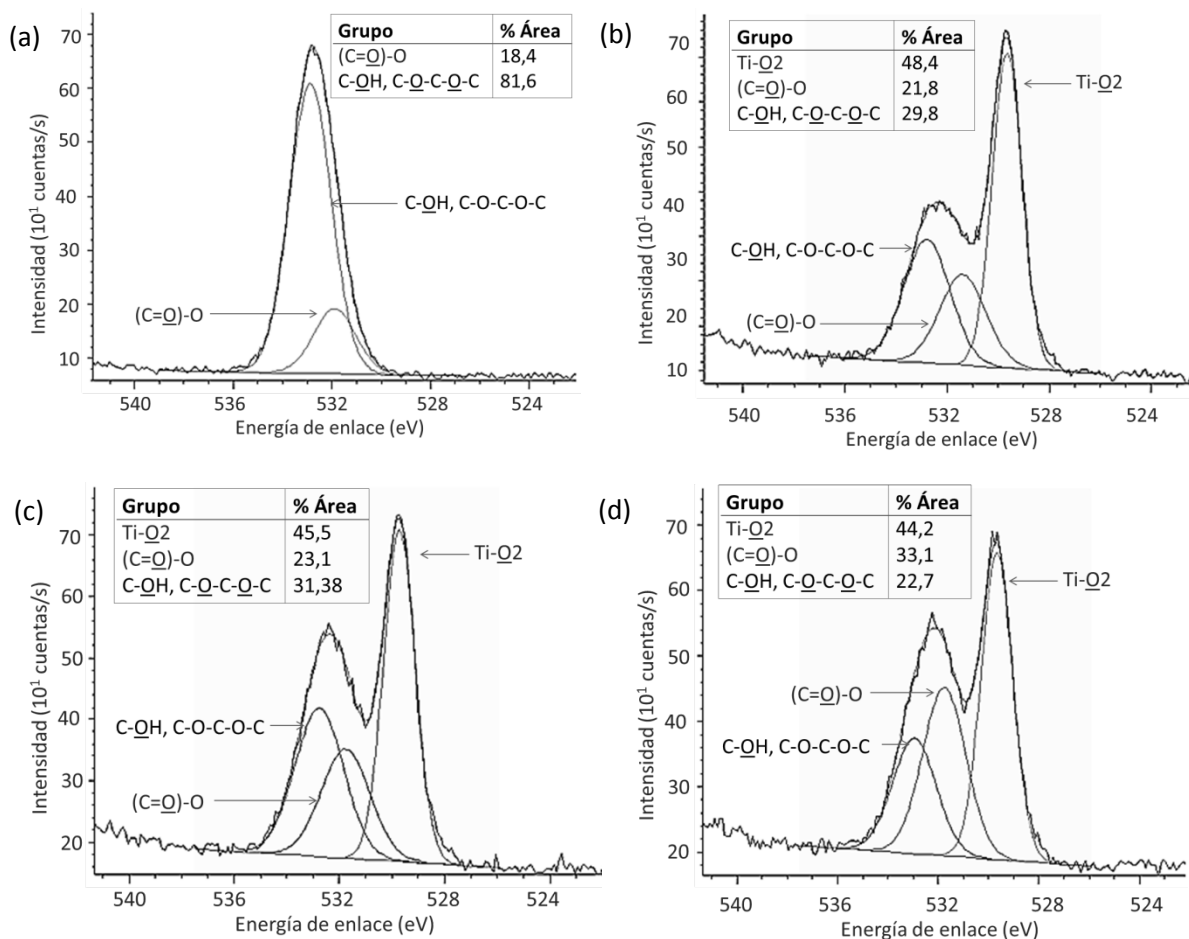 (a)
Grupo % Área
(C=O)-O 18,4
C-OH, C-O-C-O-C 81,6
C-OH, C-O-C-O-C
(C=O)-O
Intensidad (10¹ cuentas/s)
70
60
50
40
30
20
10
540 536 532 528 524
Energía de enlace (eV)
(b)
Grupo % Área
Ti-O2 48,4
(C=O)-O 21,8
C-OH, C-O-C-O-C 29,8
Ti-O2
C-OH, C-O-C-O-C
(C=O)-O
Intensidad (10¹ cuentas/s)
70
60
50
40
30
20
10
540 536 532 528 524
Energía de enlace (eV)
(c)
Grupo % Área
Ti-O2 45,5
(C=O)-O 23,1
C-OH, C-O-C-O-C 31,38
Ti-O2
C-OH, C-O-C-O-C
(C=O)-O
Intensidad (10¹ cuentas/s)
70
60
50
40
30
20
540 536 532 528 524
Energía de enlace (eV)
(d)
Grupo % Área
Ti-O2 44,2
(C=O)-O 33,1
C-OH, C-O-C-O-C 22,7
Ti-O2
(C=O)-O
C-OH, C-O-C-O-C
Intensidad (10¹ cuentas/s)
70
60
50
40
30
20
540 536 532 528 524
Energía de enlace (eV)